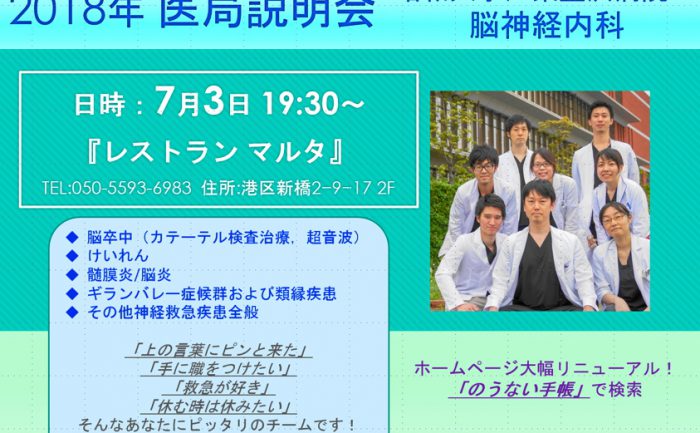 2018年 医局説明会
脳神経内科
日時：7月3日 19:30～
『レストラン マルタ』
TEL:050-5593-6983 住所:港区新橋2-9-17 2F
◆ 脳卒中（カテーテル検査治療，超音波）
◆ けいれん
◆ 髄膜炎/脳炎
◆ ギランバレー症候群および類縁疾患
◆ その他神経救急疾患全般
「上の言葉にピンと来た」
「手に職をつけたい」
「救急が好き」
「休む時は休みたい」
そんなあなたにピッタリのチームです！
ホームページ大幅リニューアル！
「のうない手帳」で検索